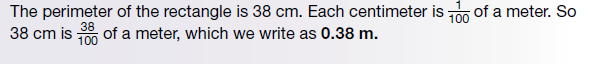 The perimeter of the rectangle is 38 cm. Each centimeter is 1/100 of a meter. So
38 cm is 38/100 of a meter, which we write as 0.38 m.